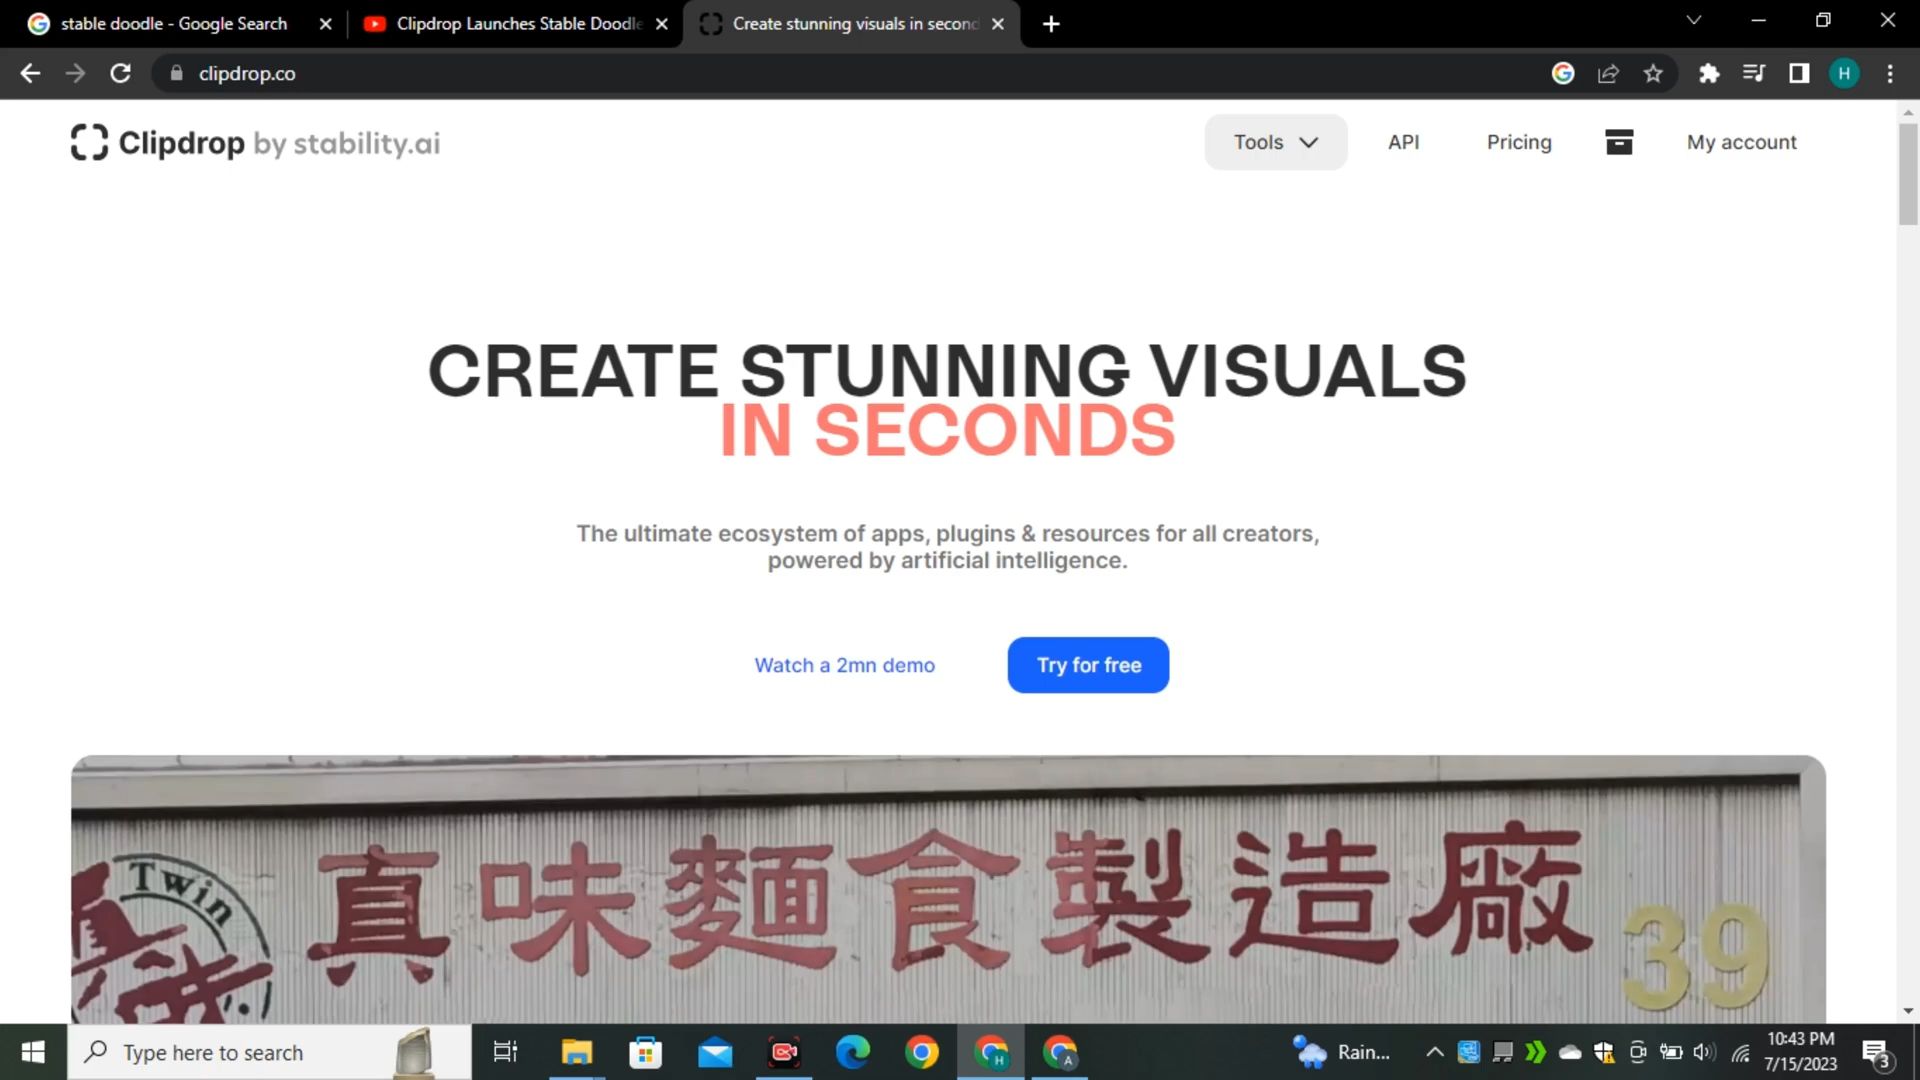 stable doodle - Google Search
Clipdrop Launches Stable Doodle
Create stunning visuals in second
clipdrop.co
H
Clipdrop by stability.ai
Tools
API
Pricing
My account
CREATE STUNNING VISUALS
IN SECONDS
The ultimate ecosystem of apps, plugins & resources for all creators,
powered by artificial intelligence.
Watch a 2mn demo
Try for free
Twin
真味麵食製造廠
39
Type here to search
H
A
Rain...
10:43 PM
7/15/2023
3